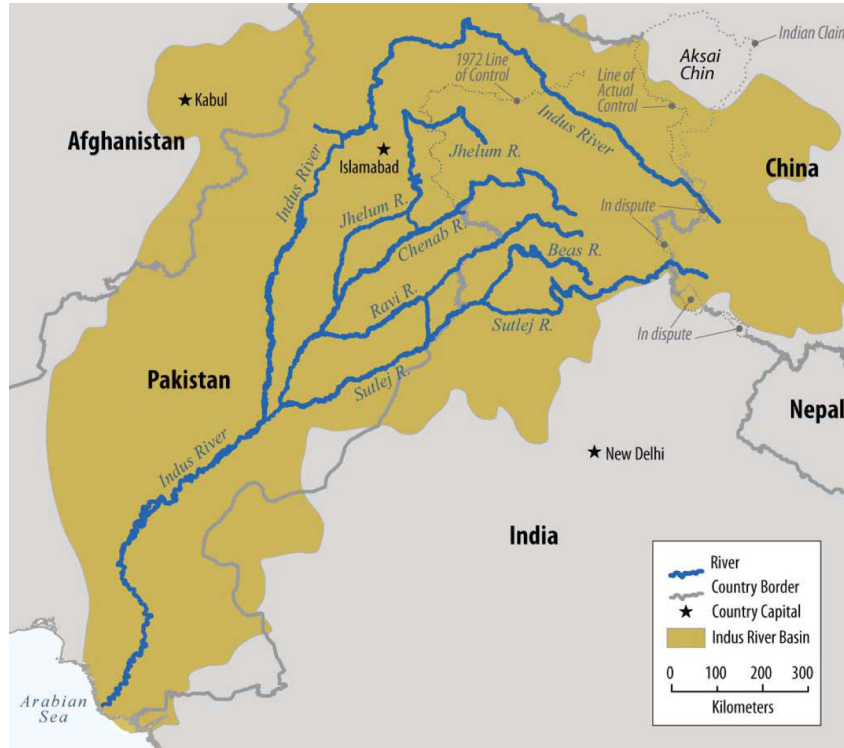 Indian Claim
Aksai
Chin
1972 Line
of Control
Line of
Actual
Control
Kabul
Afghanistan
Indus River
Islamabad
Indus River
Jhelum R.
China
Jhelum R.
In dispute
Chenab R.
Beas R.
Ravi R.
Sutlej R.
In dispute
Pakistan
Sutlej R.
Nepal
Indus River
New Delhi
India
River
Country Border
Country Capital
Indus River Basin
0 100 200 300
Kilometers
Arabian
Sea